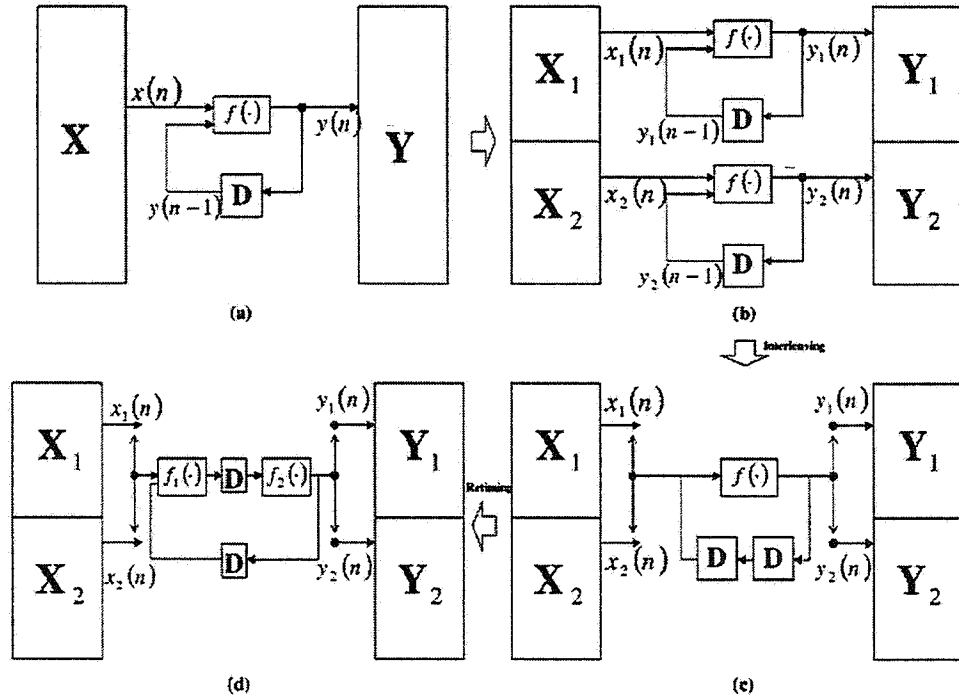 X
x(n)
f(·)
y(n)
Y
y(n−1)
D
(a)
X₁
x₁(n)
f(·)
y₁(n)
Y₁
y₁(n−1)
D
X₂
x₂(n)
f(·)
y₂(n)
Y₂
y₂(n−1)
D
(b)
Interleaving
X₁
x₁(n)
f₁(·)
D
f₂(·)
y₁(n)
Y₁
X₂
x₂(n)
D
y₂(n)
Y₂
(d)
Retiming
X₁
x₁(n)
f(·)
y₁(n)
Y₁
X₂
x₂(n)
D
D
y₂(n)
Y₂
(c)